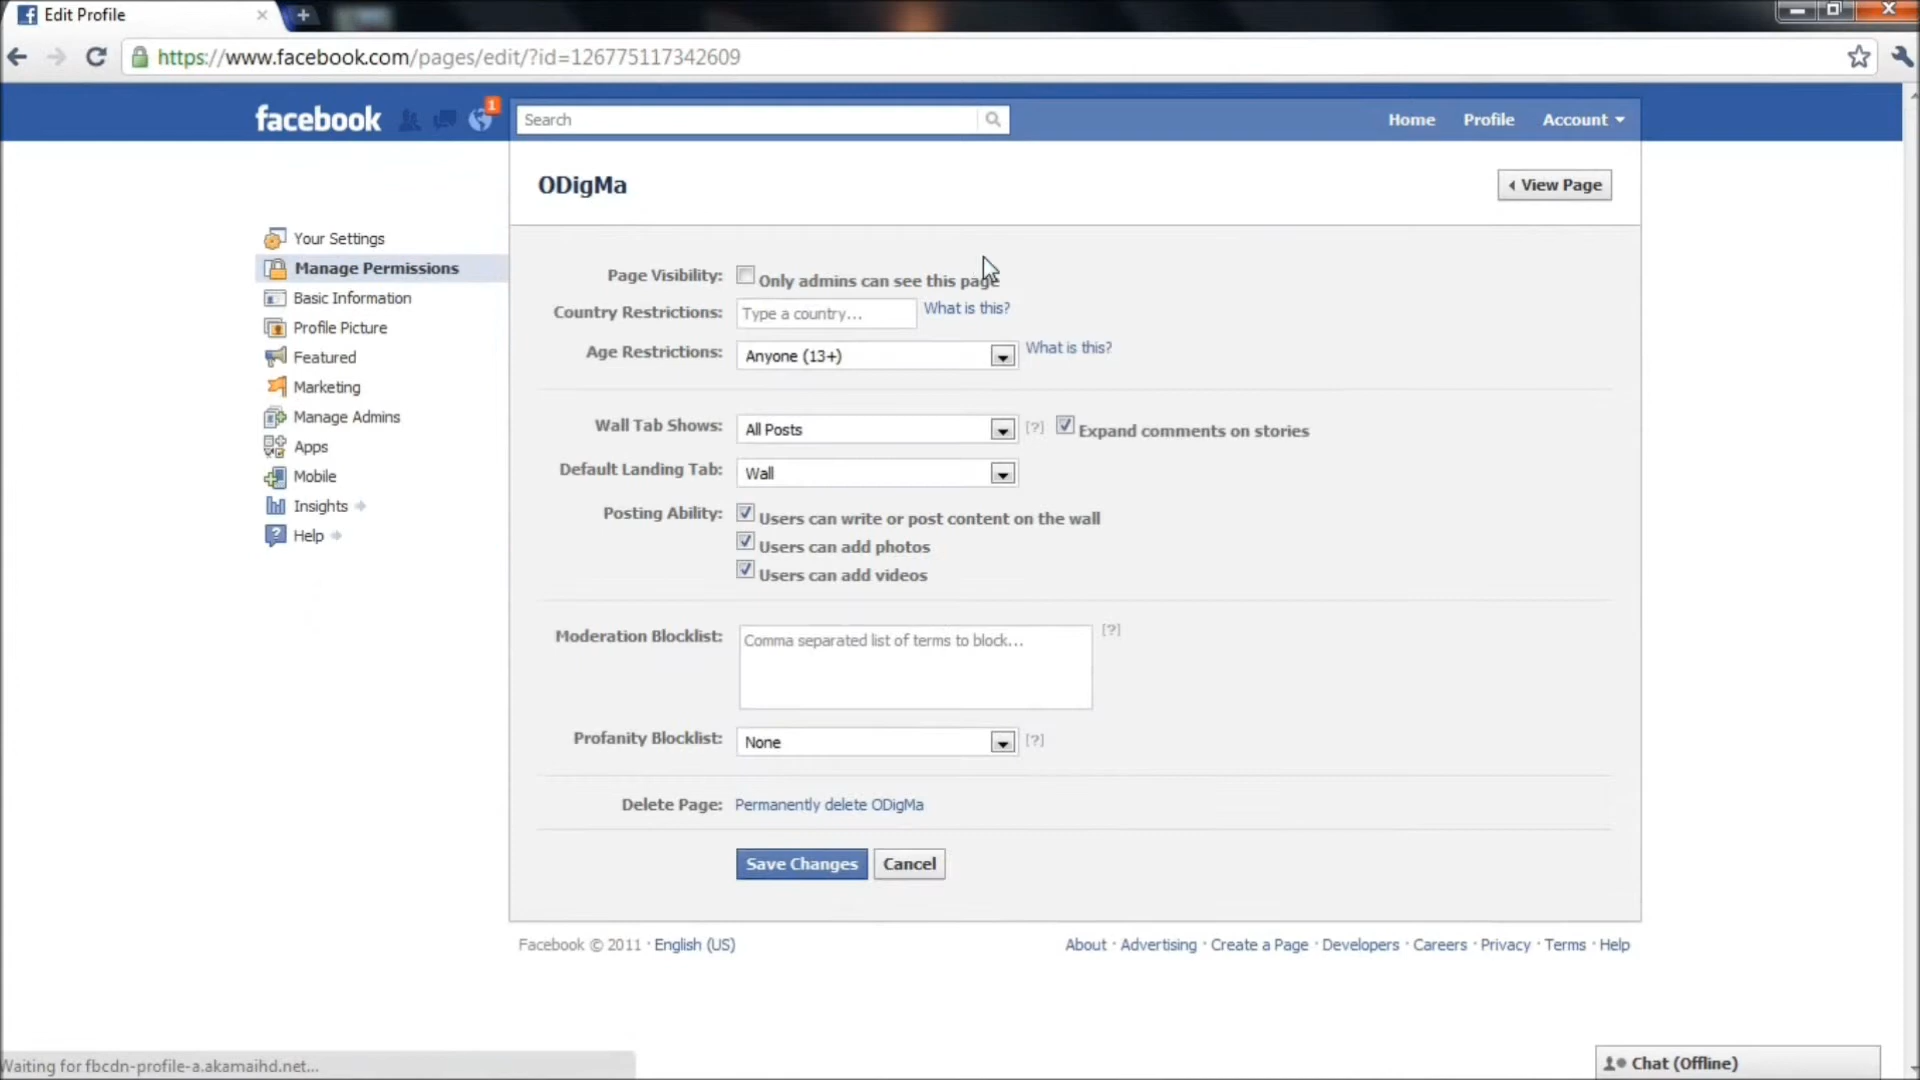 Edit Profile
https://www.facebook.com/pages/edit/?id=126775117342609
facebook
1
Search
Home Profile Account
ODigMa
View Page
Your Settings
Manage Permissions
Basic Information
Profile Picture
Featured
Marketing
Manage Admins
Apps
Mobile
Insights
Help
Page Visibility: Only admins can see this page
Country Restrictions: Type a country... What is this?
Age Restrictions: Anyone (13+) What is this?
Wall Tab Shows: All Posts [?] Expand comments on stories
Default Landing Tab: Wall
Posting Ability: Users can write or post content on the wall
Users can add photos
Users can add videos
Moderation Blocklist: Comma separated list of terms to block... [?]
Profanity Blocklist: None [?]
Delete Page: Permanently delete ODigMa
Save Changes Cancel
Facebook © 2011 · English (US)
About · Advertising · Create a Page · Developers · Careers · Privacy · Terms · Help
Waiting for fbcdn-profile-a.akamaihd.net...
Chat (Offline)